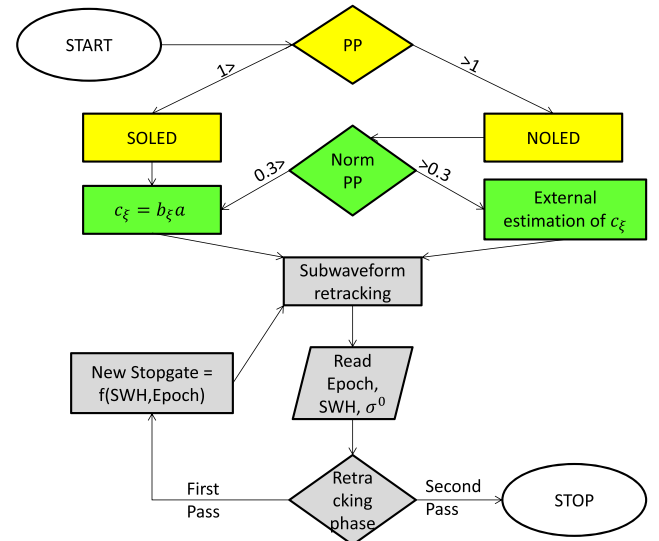 START
PP
1>
>1
SOLED
NOLED
Norm
PP
0.3>
>0.3
c_ξ = b_ξ a
External
estimation of c_ξ
Subwaveform
retracking
New Stopgate =
f(SWH,Epoch)
Read
Epoch,
SWH, σ⁰
Retra
cking
phase
First
Pass
Second
Pass
STOP